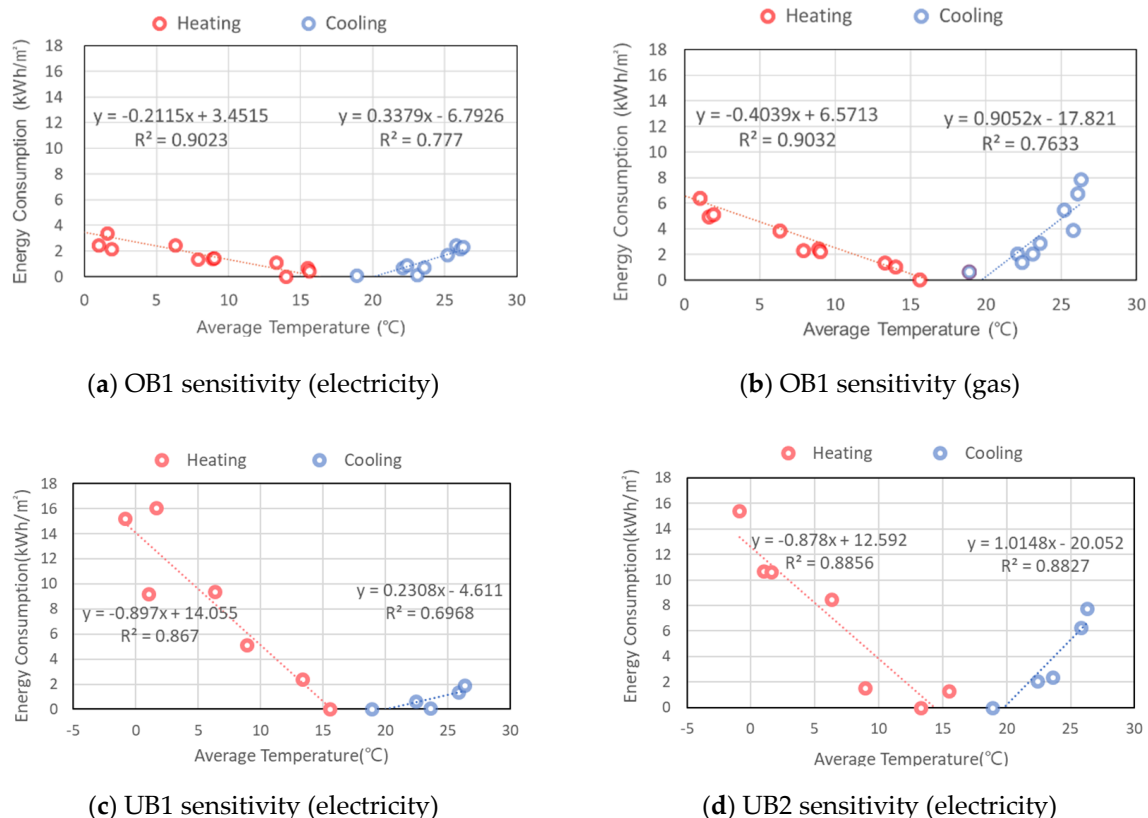 Heating Cooling
Energy Consumption (kWh/㎡)
18
16
14
12
10
8
6
4
2
0
y = -0.2115x + 3.4515
R² = 0.9023
y = 0.3379x - 6.7926
R² = 0.777
0 5 10 15 20 25 30
Average Temperature (℃)
(a) OB1 sensitivity (electricity)
Heating Cooling
Energy Consumption (kWh/㎡)
18
16
14
12
10
8
6
4
2
0
y = -0.4039x + 6.5713
R² = 0.9032
y = 0.9052x - 17.821
R² = 0.7633
0 5 10 15 20 25 30
Average Temperature (℃)
(b) OB1 sensitivity (gas)
Heating Cooling
Energy Consumption(kWh/㎡)
18
16
14
12
10
8
6
4
2
0
y = -0.897x + 14.055
R² = 0.867
y = 0.2308x - 4.611
R² = 0.6968
-5 0 5 10 15 20 25 30
Average Temperature(℃)
(c) UB1 sensitivity (electricity)
Heating Cooling
Energy Consumption(kWh/㎡)
18
16
14
12
10
8
6
4
2
0
y = -0.878x + 12.592
R² = 0.8856
y = 1.0148x - 20.052
R² = 0.8827
-5 0 5 10 15 20 25 30
Average Temperature(℃)
(d) UB2 sensitivity (electricity)